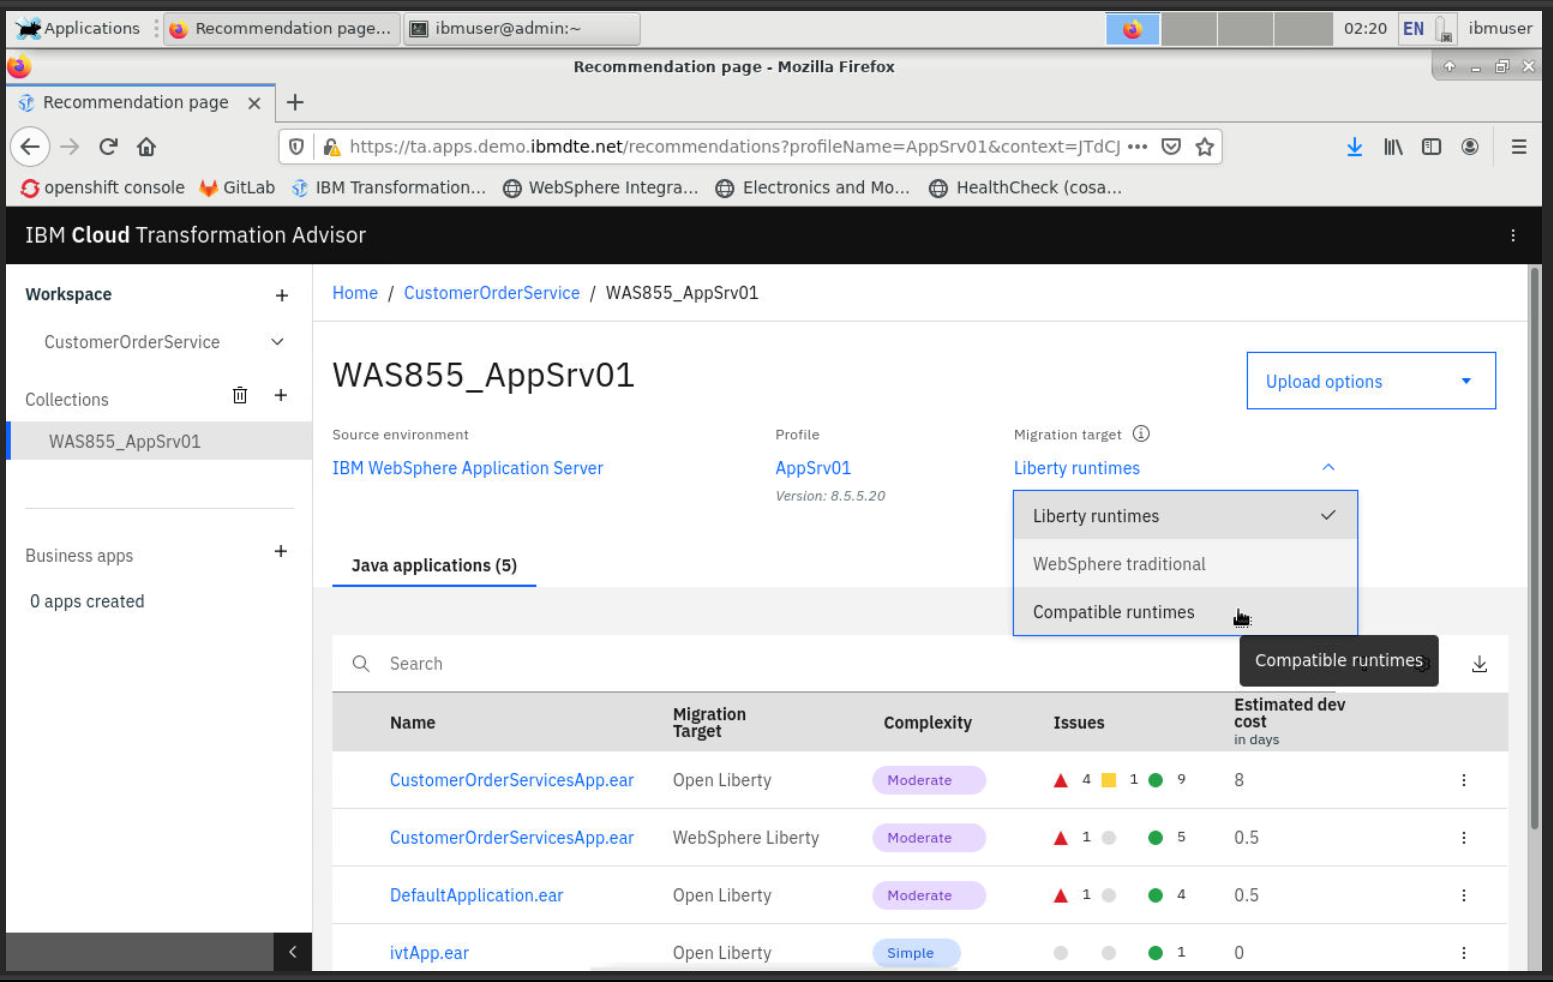 Applications
Recommendation page...
ibmuser@admin:~
02:20
EN
ibmuser
Recommendation page - Mozilla Firefox
Recommendation page
https://ta.apps.demo.ibmdte.net/recommendations?profileName=AppSrv01&context=JTdCJ
openshift console
GitLab
IBM Transformation...
WebSphere Integra...
Electronics and Mo...
HealthCheck (cosa...
IBM Cloud Transformation Advisor
Workspace
CustomerOrderService
Collections
WAS855_AppSrv01
Business apps
0 apps created
Home / CustomerOrderService / WAS855_AppSrv01
WAS855_AppSrv01
Upload options
Source environment
IBM WebSphere Application Server
Profile
AppSrv01
Version: 8.5.5.20
Migration target
Liberty runtimes
Liberty runtimes
WebSphere traditional
Compatible runtimes
Compatible runtimes
Java applications (5)
Search
Name
Migration Target
Complexity
Issues
Estimated dev cost
in days
CustomerOrderServicesApp.ear Open Liberty Moderate 4 1 9 8
CustomerOrderServicesApp.ear WebSphere Liberty Moderate 1 5 0.5
DefaultApplication.ear Open Liberty Moderate 1 4 0.5
ivtApp.ear Open Liberty Simple 1 0